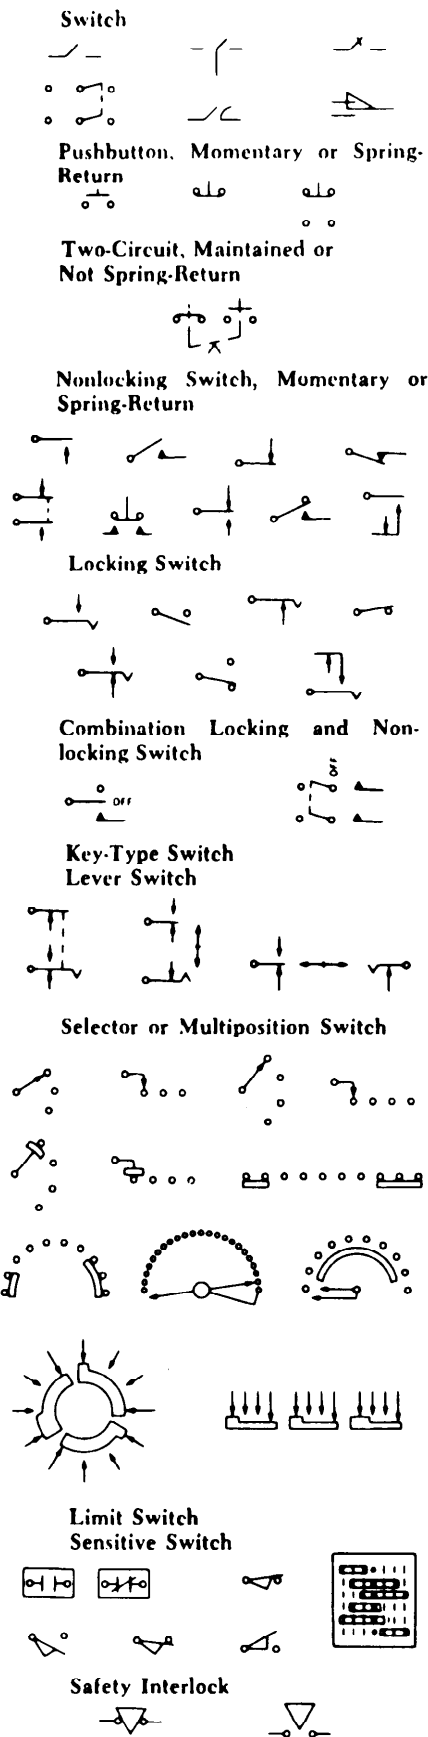 Switch
Pushbutton, Momentary or Spring-
Return
Two-Circuit, Maintained or
Not Spring-Return
Nonlocking Switch, Momentary or
Spring-Return
Locking Switch
Combination Locking and Non-
locking Switch
OFF
OFF
Key-Type Switch
Lever Switch
Selector or Multiposition Switch
Limit Switch
Sensitive Switch
Safety Interlock